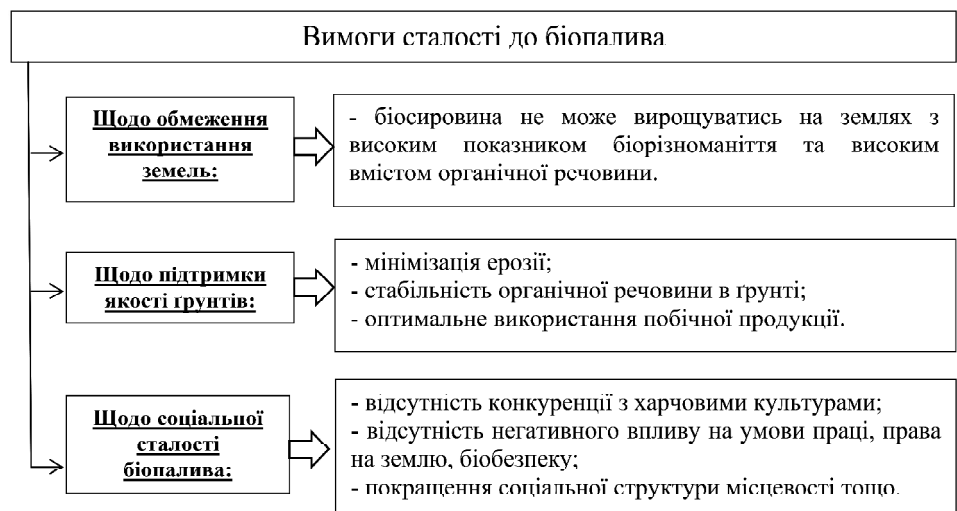 Вимоги сталості до біопалива
Щодо обмеження
використання
земель:
- біосировина не може вирощуватись на землях з
високим показником біорізноманіття та високим
вмістом органічної речовини.
Щодо підтримки
якості ґрунтів:
- мінімізація ерозії;
- стабільність органічної речовини в ґрунті;
- оптимальне використання побічної продукції.
Щодо соціальної
сталості
біопалива:
- відсутність конкуренції з харчовими культурами;
- відсутність негативного впливу на умови праці, права
на землю, біобезпеку;
- покращення соціальної структури місцевості тощо.